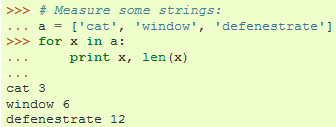 >>> # Measure some strings:
... a = ['cat', 'window', 'defenestrate']
>>> for x in a:
...     print x, len(x)
...
cat 3
window 6
defenestrate 12